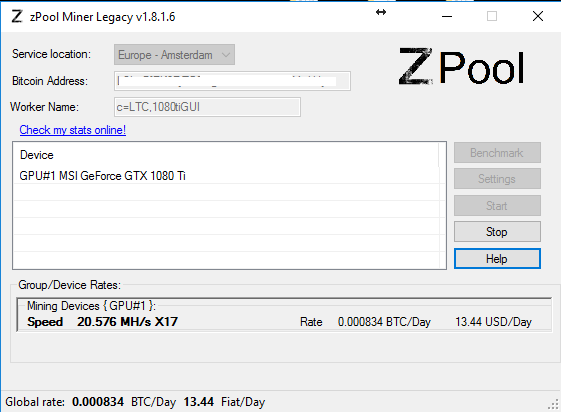 Z zPool Miner Legacy v1.8.1.6
Service location: Europe - Amsterdam
ZPool
Bitcoin Address:
Worker Name: c=LTC,1080tiGUI
Check my stats online!
Device
GPU#1 MSI GeForce GTX 1080 Ti
Benchmark
Settings
Start
Stop
Help
Group/Device Rates:
Mining Devices { GPU#1 }:
Speed 20.576 MH/s X17 Rate 0.000834 BTC/Day 13.44 USD/Day
Global rate: 0.000834 BTC/Day 13.44 Fiat/Day